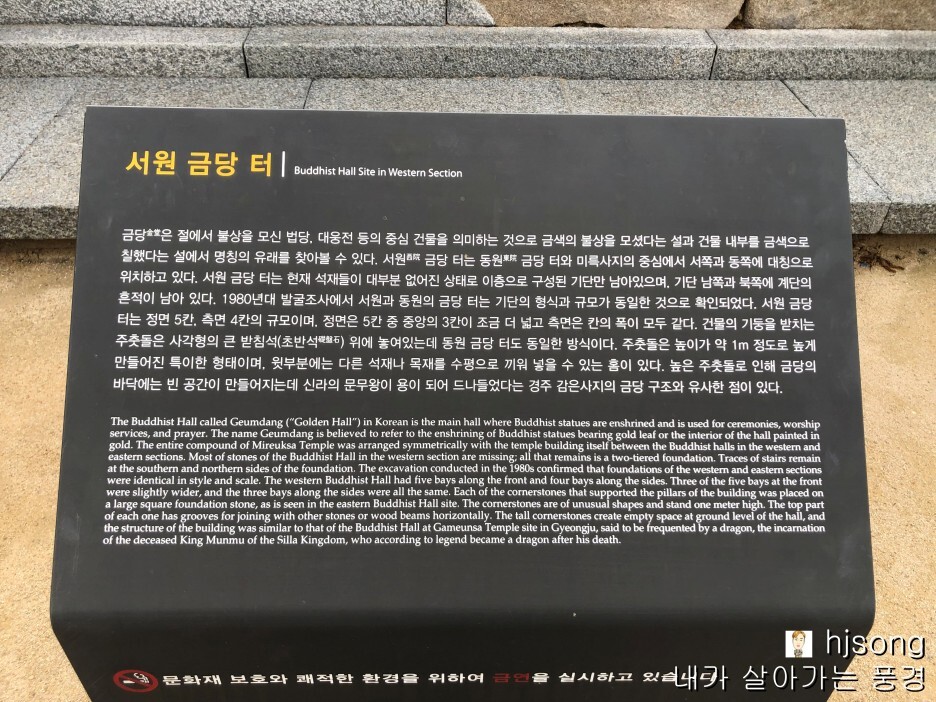 서원 금당 터 | Buddhist Hall Site in Western Section
금당金堂은 절에서 불상을 모신 법당, 대웅전 등의 중심 건물을 의미하는 것으로 금색의 불상을 모셨다는 설과 건물 내부를 금색으로
칠했다는 설에서 명칭의 유래를 찾아볼 수 있다. 서원西院 금당 터는 동원東院 금당 터와 미륵사지의 중심에서 서쪽과 동쪽에 대칭으로
위치하고 있다. 서원 금당 터는 현재 석재들이 대부분 없어진 상태로 이층으로 구성된 기단만 남아있으며, 기단 남쪽과 북쪽에 계단의
흔적이 남아 있다. 1980년대 발굴조사에서 서원과 동원의 금당 터는 기단의 형식과 규모가 동일한 것으로 확인되었다. 서원 금당
터는 정면 5칸, 측면 4칸의 규모이며, 정면은 5칸 중 중앙의 3칸이 조금 더 넓고 측면은 칸의 폭이 모두 같다. 건물의 기둥을 받치는
주춧돌은 사각형의 큰 받침석(초반석礎盤石) 위에 놓여있는데 동원 금당 터도 동일한 방식이다. 주춧돌은 높이가 약 1m 정도로 높게
만들어진 특이한 형태이며, 윗부분에는 다른 석재나 목재를 수평으로 끼워 넣을 수 있는 홈이 있다. 높은 주춧돌로 인해 금당의
바닥에는 빈 공간이 만들어지는데 신라의 문무왕이 용이 되어 드나들었다는 경주 감은사지의 금당 구조와 유사한 점이 있다.
The Buddhist Hall called Geumdang (“Golden Hall”) in Korean is the main hall where Buddhist statues are enshrined and is used for ceremonies, worship
services, and prayer. The name Geumdang is believed to refer to the enshrining of Buddhist statues bearing gold leaf or the interior of the hall painted in
gold. The entire compound of Mireuksa Temple was arranged symmetrically with the temple building itself between the Buddhist halls in the western and
eastern sections. Most of stones of the Buddhist Hall in the western section are missing; all that remains is a two-tiered foundation. Traces of stairs remain
at the southern and northern sides of the foundation. The excavation conducted in the 1980s confirmed that foundations of the western and eastern sections
were identical in style and scale. The western Buddhist Hall had five bays along the front and four bays along the sides. Three of the five bays at the front
were slightly wider, and the three bays along the sides were all the same. Each of the cornerstones that supported the pillars of the building was placed on
a large square foundation stone, as is seen in the eastern Buddhist Hall site. The cornerstones are of unusual shapes and stand one meter high. The top part
of each one has grooves for joining with other stones or wood beams horizontally. The tall cornerstones create empty space at ground level of the hall, and
the structure of the building was similar to that of the Buddhist Hall at Gameunsa Temple site in Gyeongju, said to be frequented by a dragon, the incarnation
of the deceased King Munmu of the Silla Kingdom, who according to legend became a dragon after his death.
문화재 보호와 쾌적한 환경을 위하여 금연을 실시하고 있습니다
hjsong
내가 살아가는 풍경